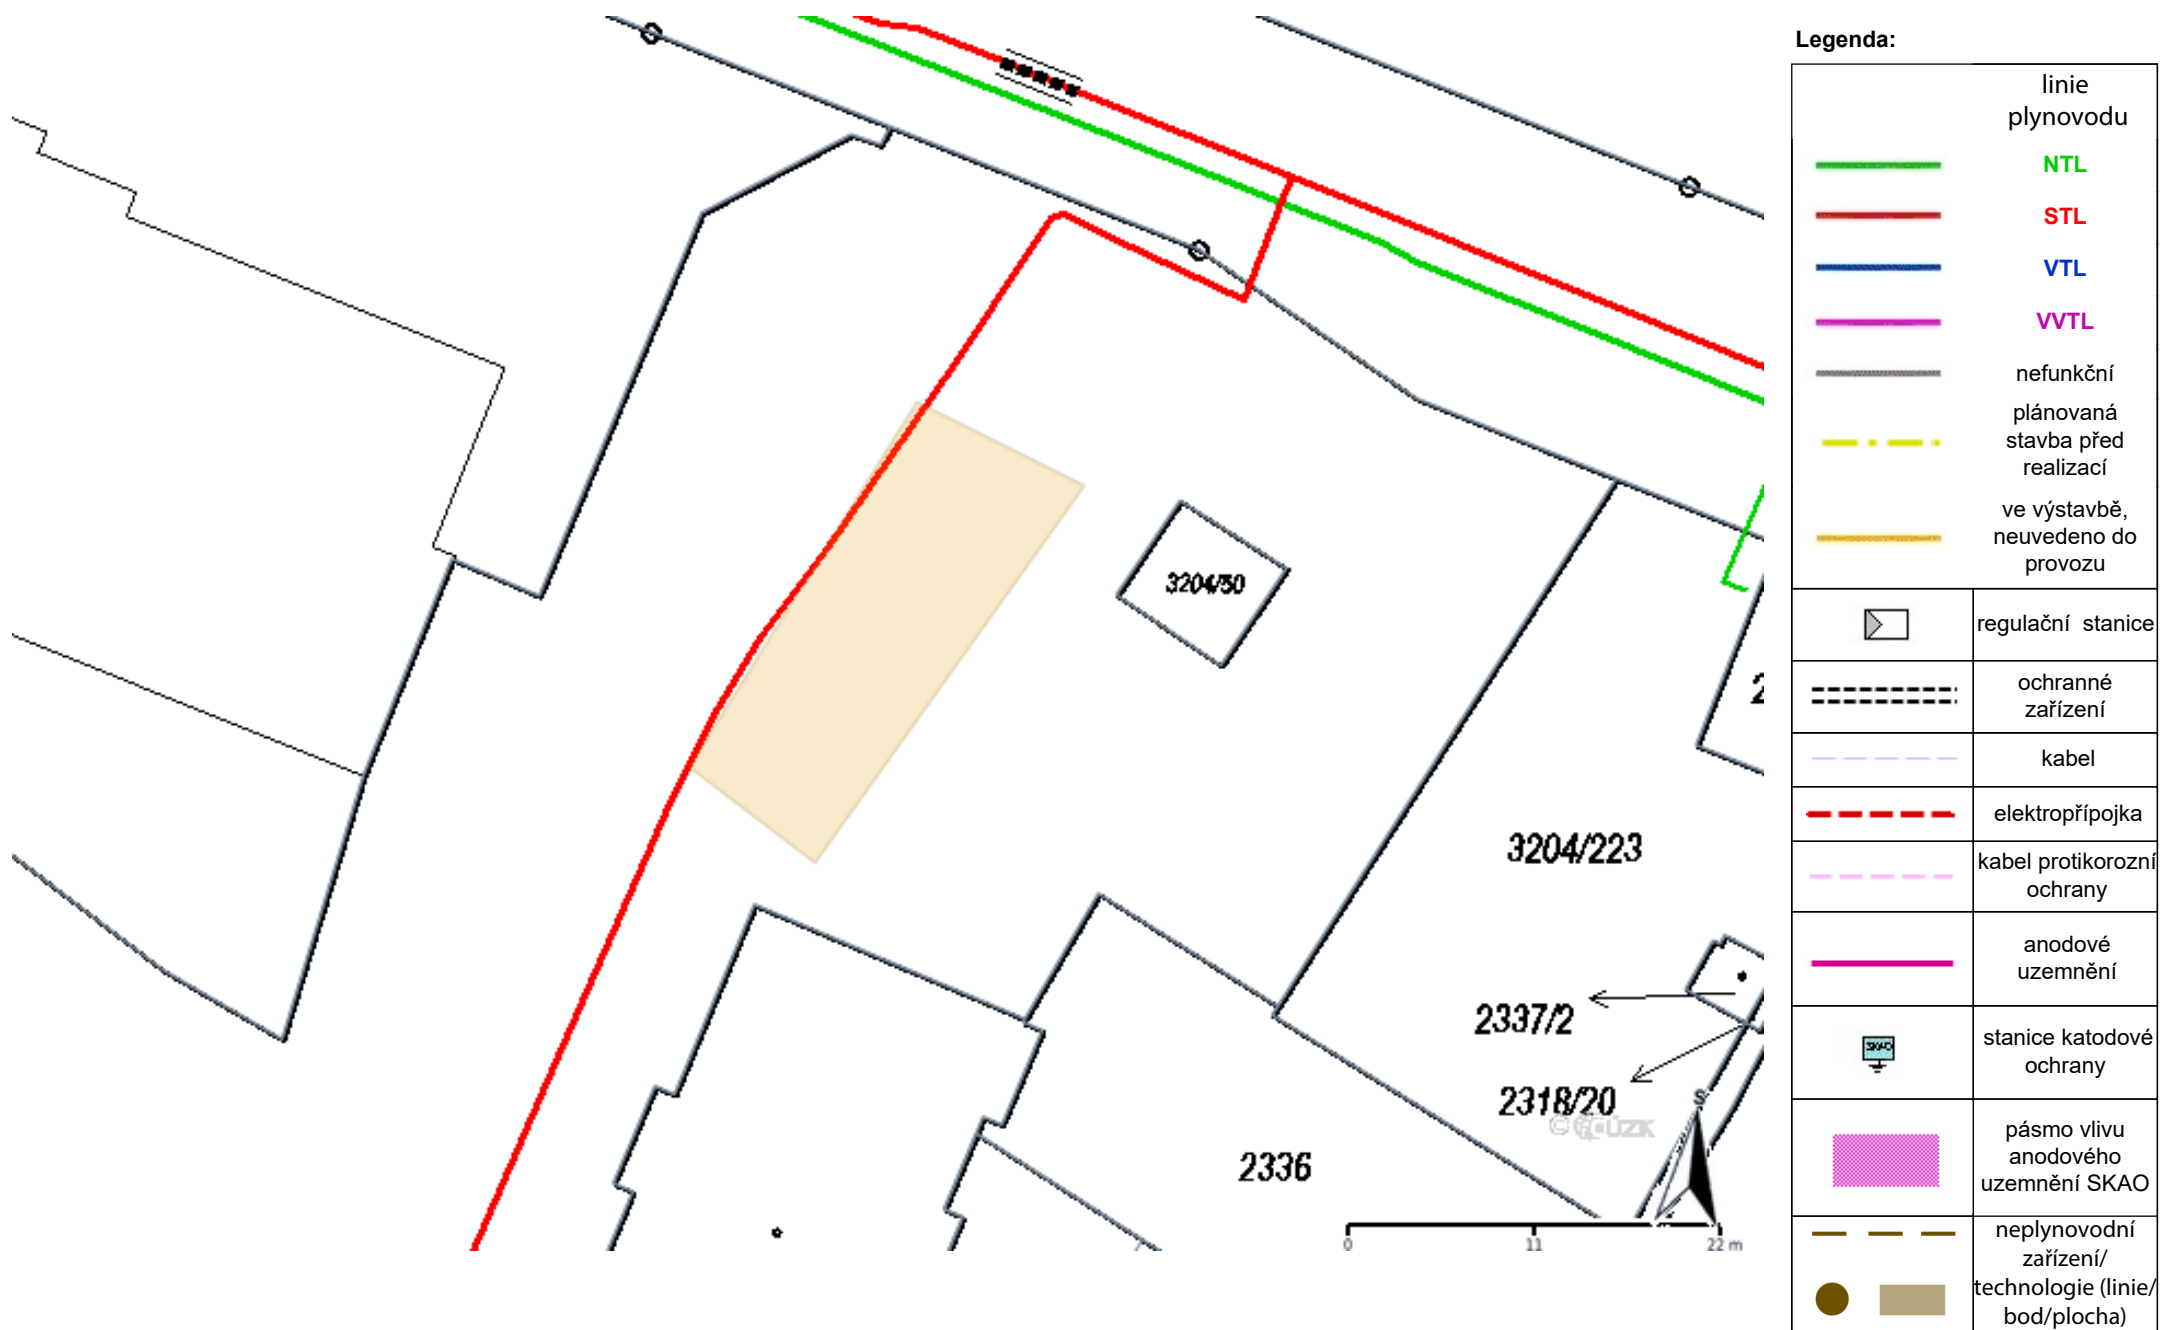 3204/50
3204/223
2337/2
2318/20
2336
S
0 11 22 m
Legenda:
linie
plynovodu
NTL
STL
VTL
VVTL
nefunkční
plánovaná
stavba před
realizací
ve výstavbě,
neuvedeno do
provozu
regulační stanice
ochranné
zařízení
kabel
elektropřípojka
kabel protikorozní
ochrany
anodové
uzemnění
SKAO
stanice katodové
ochrany
pásmo vlivu
anodového
uzemnění SKAO
neplynovodní
zařízení/
technologie (linie/
bod/plocha)